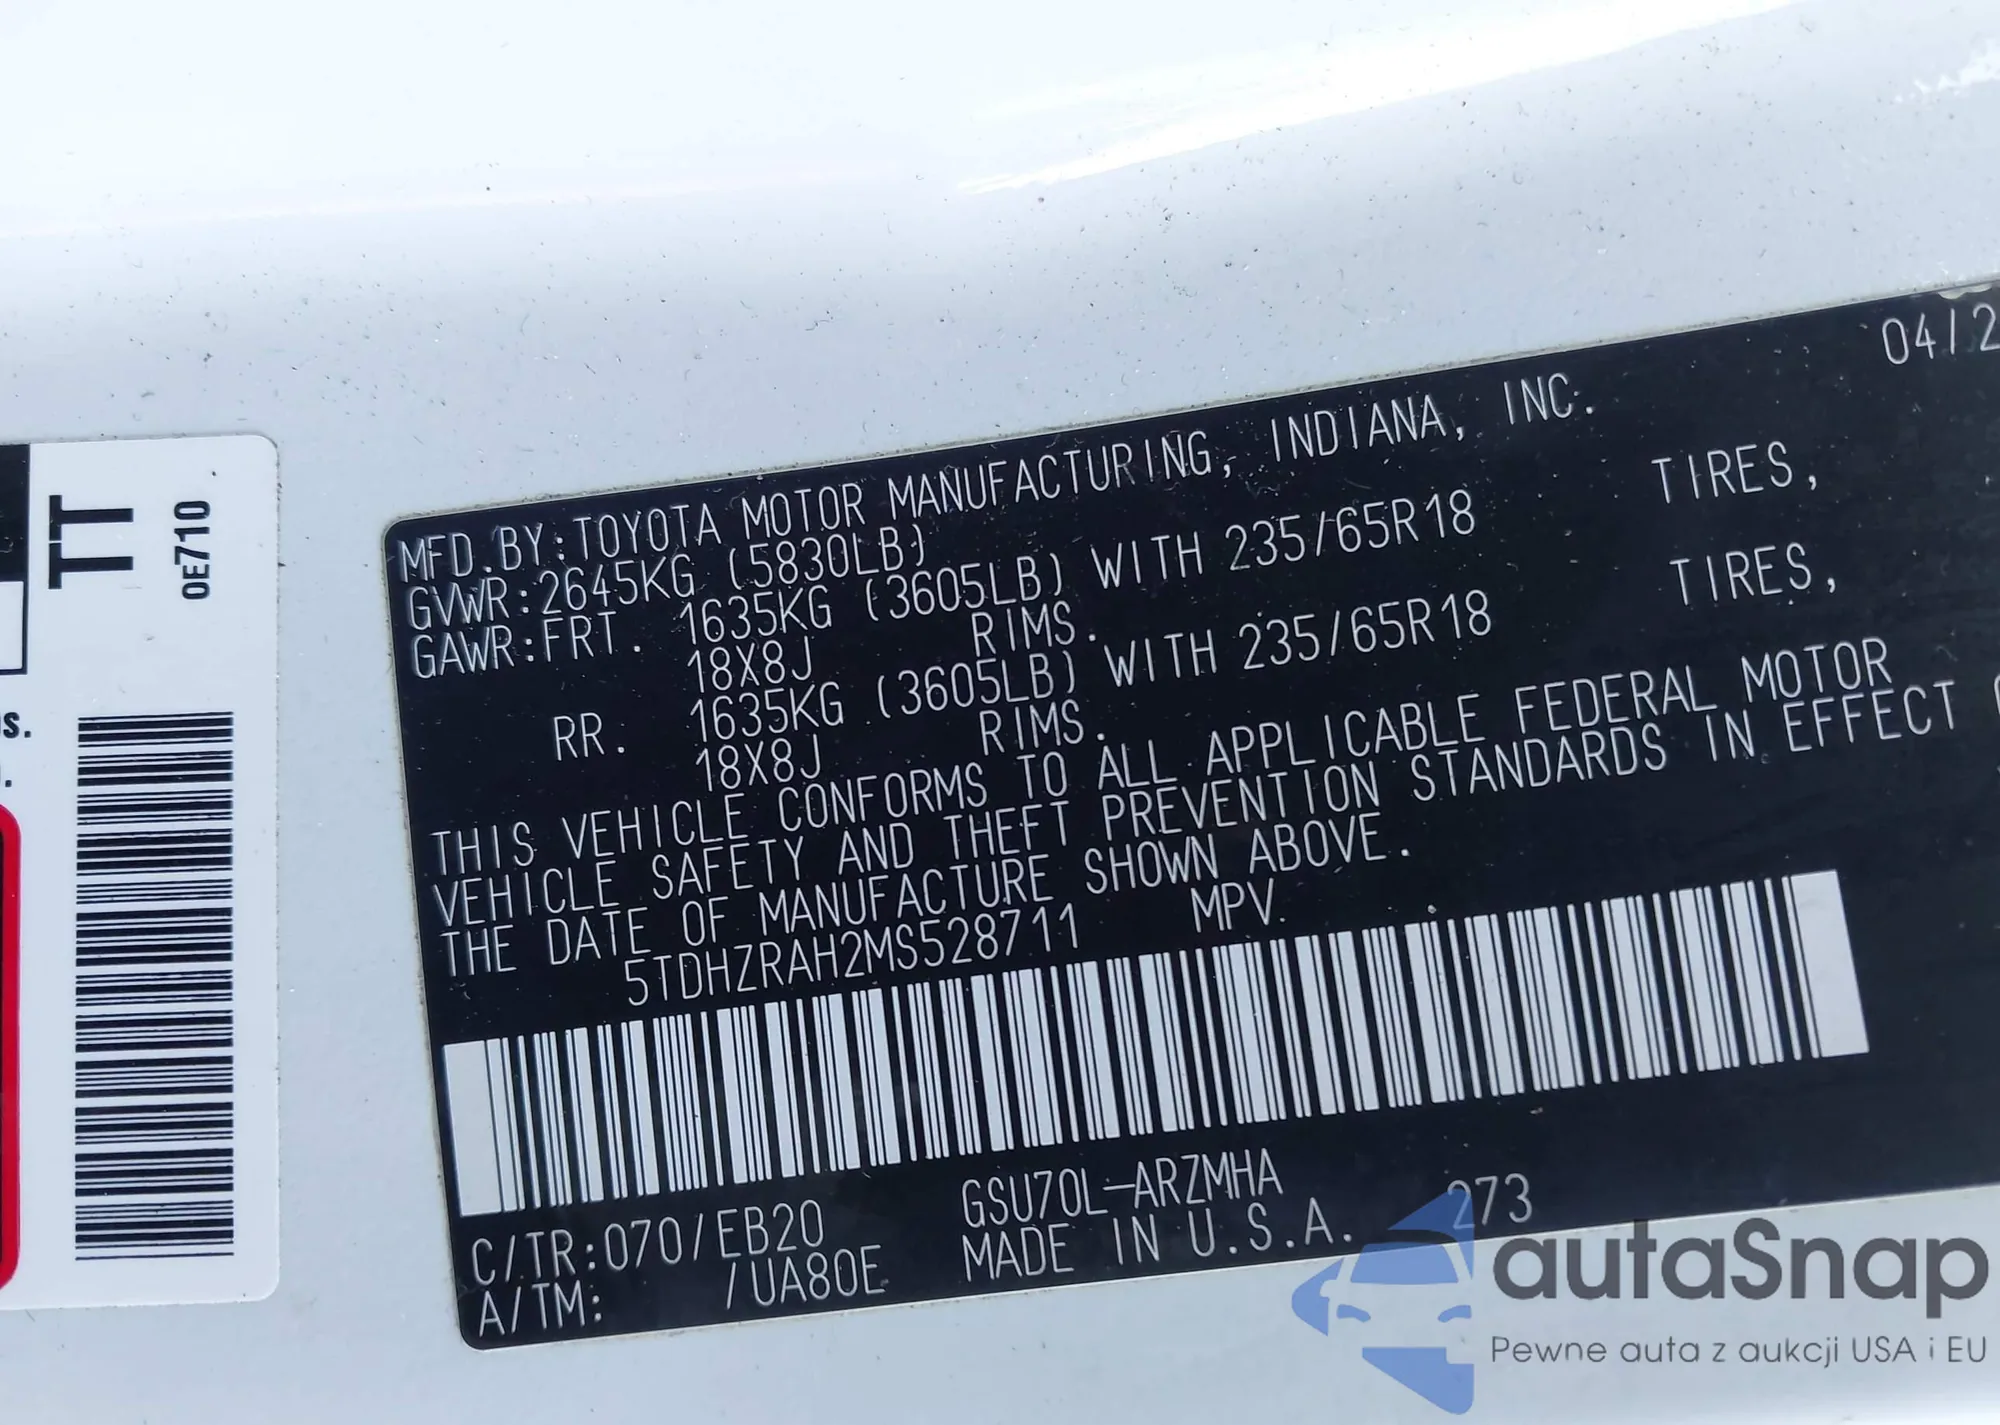 04/2
MFD.BY:TOYOTA MOTOR MANUFACTURING, INDIANA, INC.
GVWR:2645KG (5830LB)
GAWR:FRT. 1635KG (3605LB) WITH 235/65R18 TIRES,
18X8J RIMS.
RR. 1635KG (3605LB) WITH 235/65R18 TIRES,
18X8J RIMS.
THIS VEHICLE CONFORMS TO ALL APPLICABLE FEDERAL MOTOR
VEHICLE SAFETY AND THEFT PREVENTION STANDARDS IN EFFECT
THE DATE OF MANUFACTURE SHOWN ABOVE.
5TDHZRAH2MS528711 MPV
C/TR:070/EB20 GSU70L-ARZMHA 273
A/TM: /UA80E MADE IN U.S.A.
TT
0E710
autaSnap
Pewne auta z aukcji USA i EU